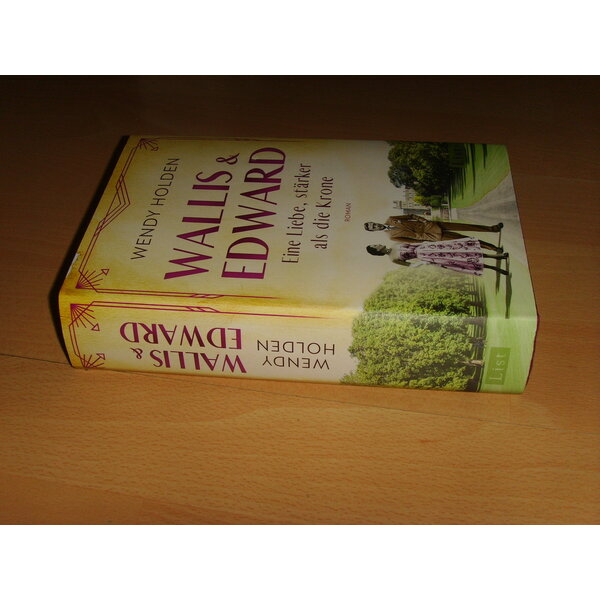 WENDY HOLDEN
WALLIS &
EDWARD
Eine Liebe, stärker
als die Krone
ROMAN
WALLIS &
EDWARD
WENDY
HOLDEN
List